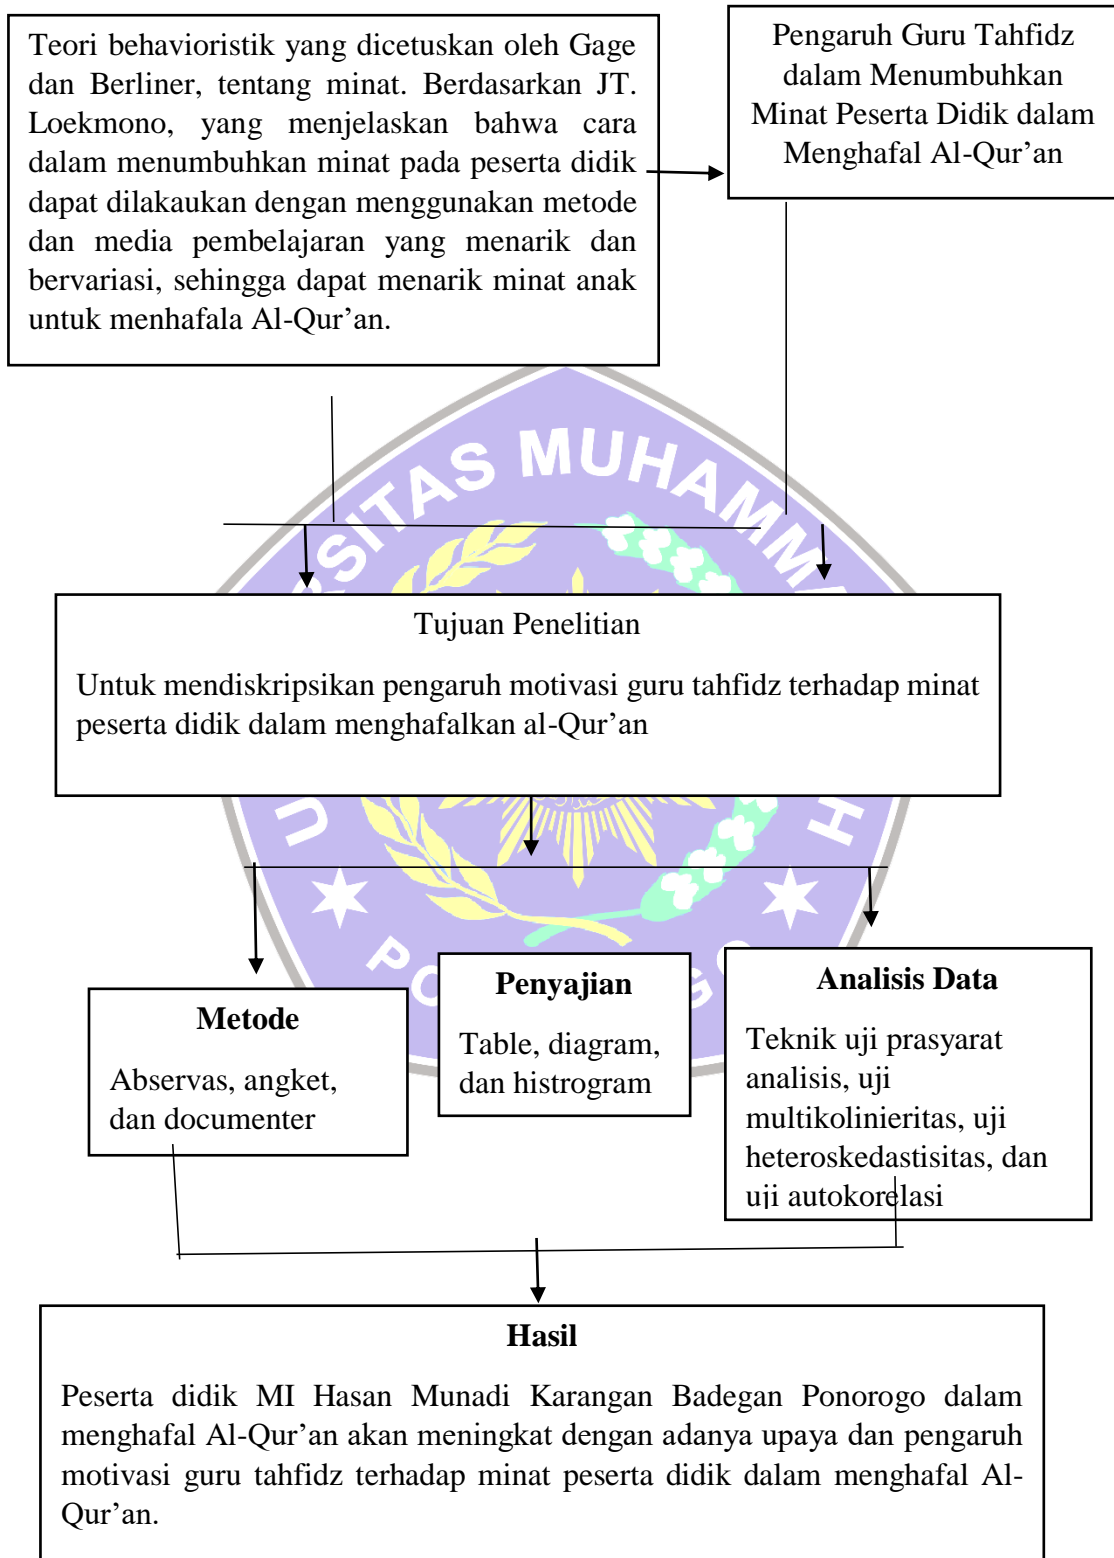 Teori behavioristik yang dicetuskan oleh Gage
dan Berliner, tentang minat. Berdasarkan JT.
Loekmono, yang menjelaskan bahwa cara
dalam menumbuhkan minat pada peserta didik
dapat dilakaukan dengan menggunakan metode
dan media pembelajaran yang menarik dan
bervariasi, sehingga dapat menarik minat anak
untuk menhafala Al-Qur’an.
Pengaruh Guru Tahfidz
dalam Menumbuhkan
Minat Peserta Didik dalam
Menghafal Al-Qur’an
RSITAS MUHAMM
Tujuan Penelitian
Untuk mendiskripsikan pengaruh motivasi guru tahfidz terhadap minat
peserta didik dalam menghafalkan al-Qur’an
U
H
PO
GO
Metode
Abservas, angket,
dan documenter
Penyajian
Table, diagram,
dan histrogram
Analisis Data
Teknik uji prasyarat
analisis, uji
multikolinieritas, uji
heteroskedastisitas, dan
uji autokorelasi
Hasil
Peserta didik MI Hasan Munadi Karangan Badegan Ponorogo dalam
menghafal Al-Qur’an akan meningkat dengan adanya upaya dan pengaruh
motivasi guru tahfidz terhadap minat peserta didik dalam menghafal Al-
Qur’an.